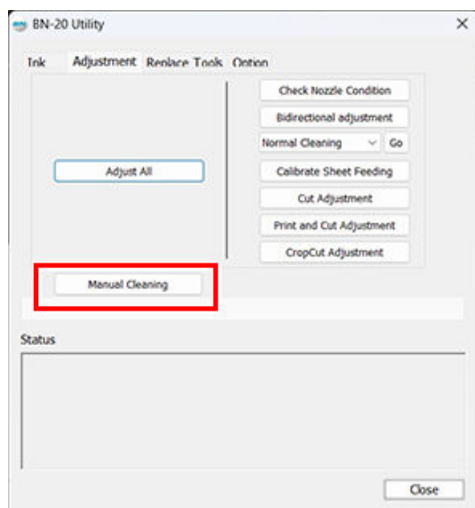 BN-20 Utility
Ink Adjustment Replace Tools Option
Check Nozzle Condition
Bidirectional adjustment
Normal Cleaning Go
Adjust All
Calibrate Sheet Feeding
Cut Adjustment
Print and Cut Adjustment
CropCut Adjustment
Manual Cleaning
Status
Close